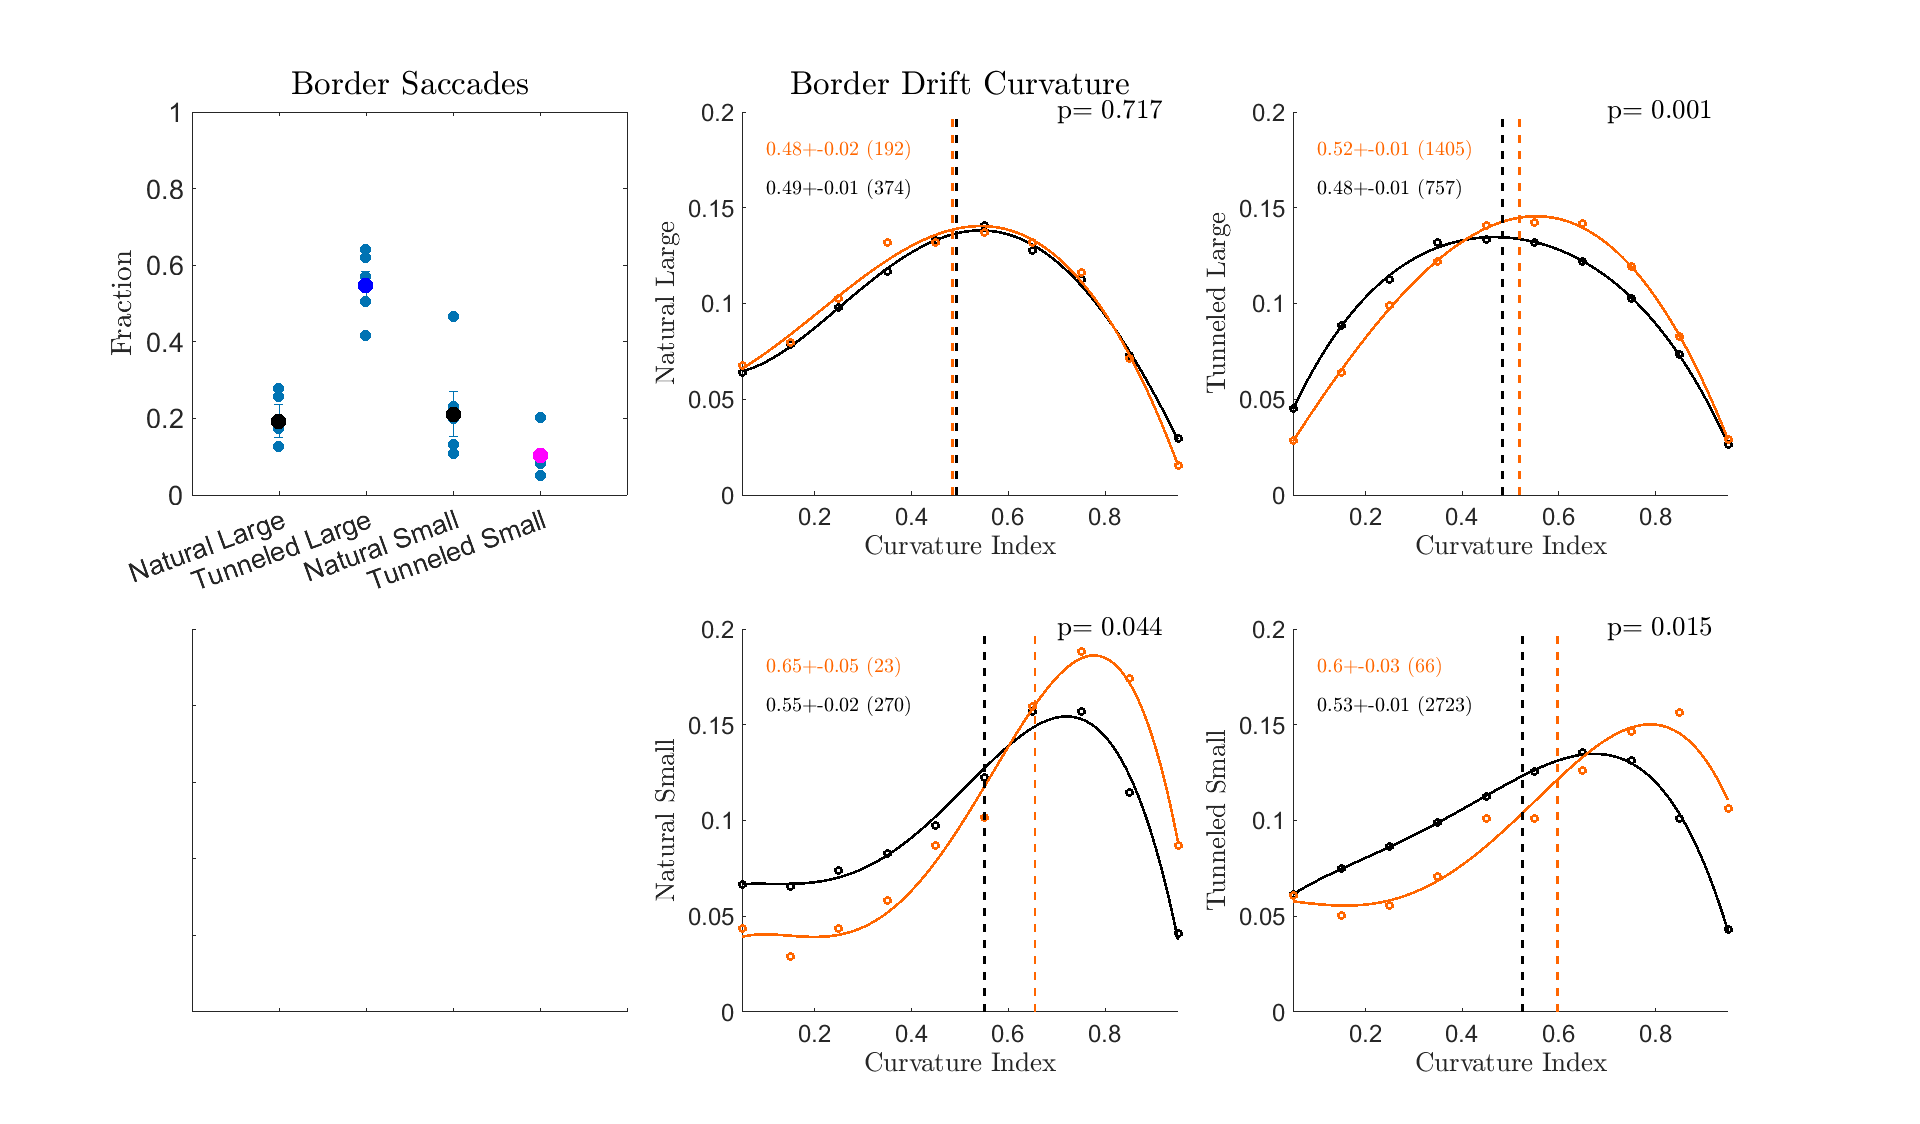 Border Saccades
Fraction
1
0.8
0.6
0.4
0.2
0
Natural Large
Tunneled Large
Natural Small
Tunneled Small
Border Drift Curvature
p= 0.717
0.48+-0.02 (192)
0.49+-0.01 (374)
Natural Large
0.2
0.15
0.1
0.05
0
0.2 0.4 0.6 0.8
Curvature Index
p= 0.001
0.52+-0.01 (1405)
0.48+-0.01 (757)
Tunneled Large
0.2
0.15
0.1
0.05
0
0.2 0.4 0.6 0.8
Curvature Index
p= 0.044
0.65+-0.05 (23)
0.55+-0.02 (270)
Natural Small
0.2
0.15
0.1
0.05
0
0.2 0.4 0.6 0.8
Curvature Index
p= 0.015
0.6+-0.03 (66)
0.53+-0.01 (2723)
Tunneled Small
0.2
0.15
0.1
0.05
0
0.2 0.4 0.6 0.8
Curvature Index